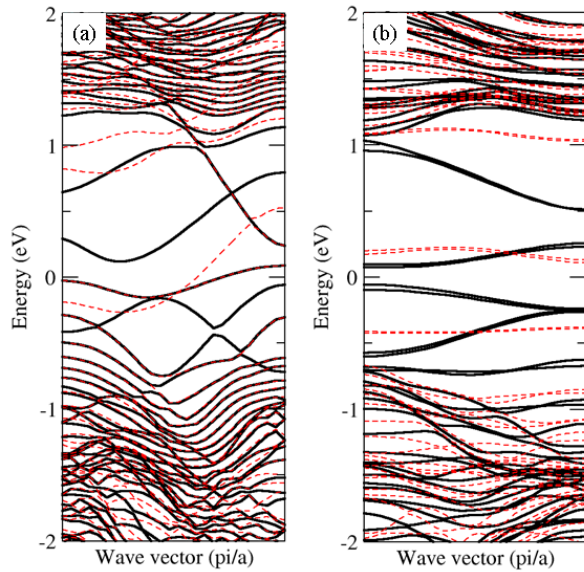 (a)
(b)
2
1
0
-1
-2
Energy (eV)
Wave vector (pi/a)
2
1
0
-1
-2
Energy (eV)
Wave vector (pi/a)